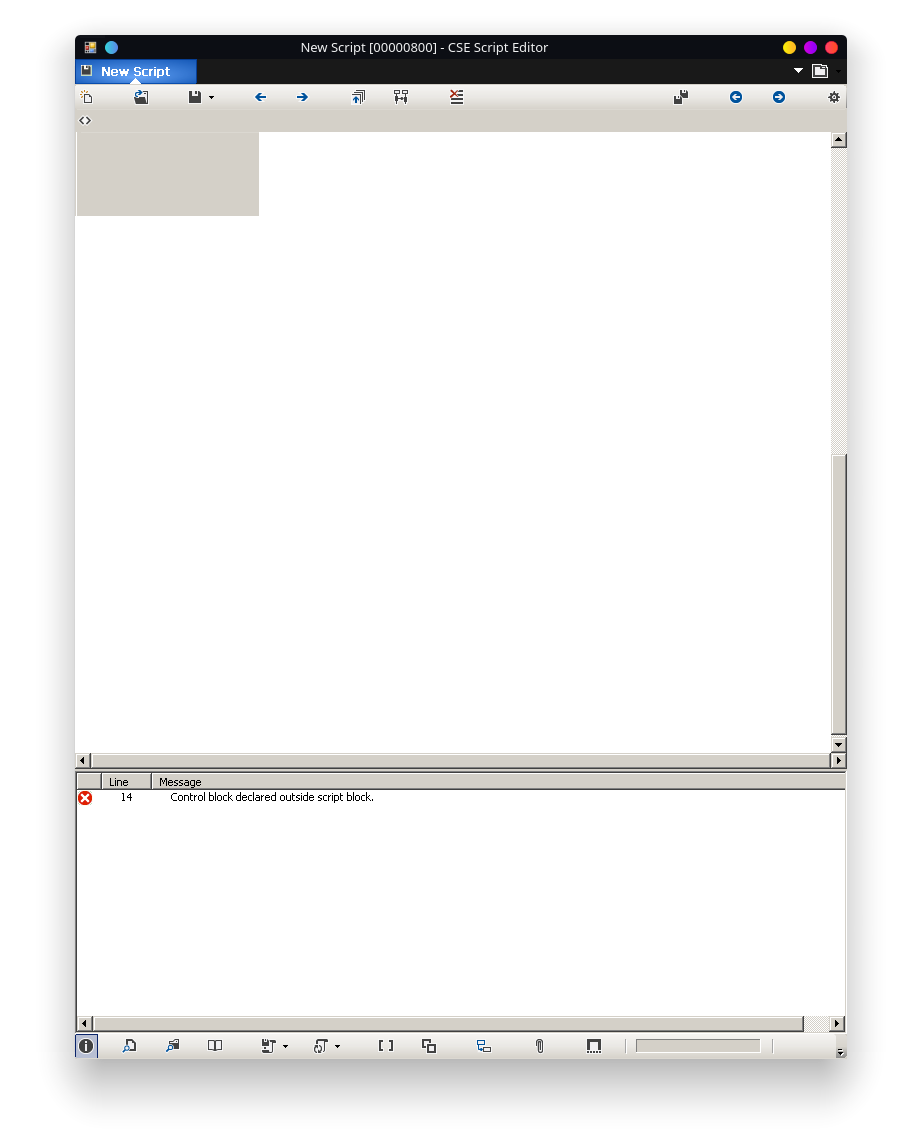 New Script [00000800] - CSE Script Editor
New Script
Line Message
14 Control block declared outside script block.